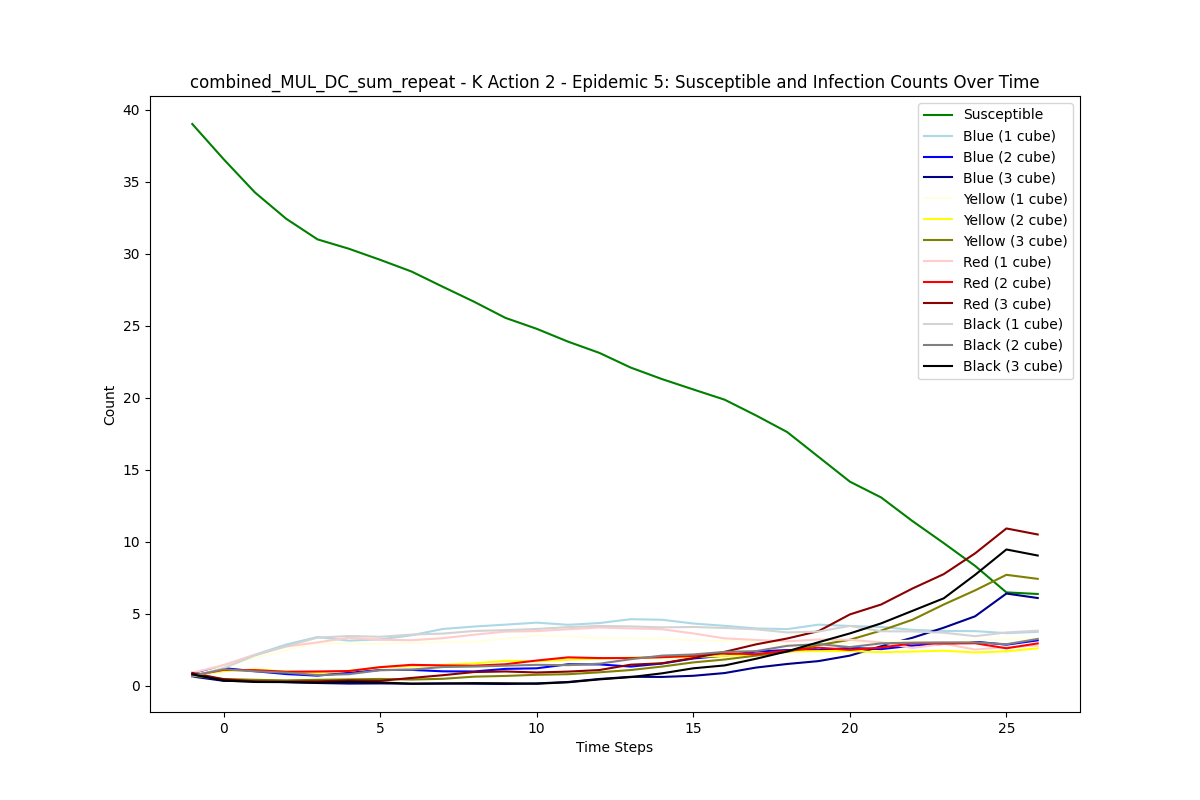 combined_MUL_DC_sum_repeat - K Action 2 - Epidemic 5: Susceptible and Infection Counts Over Time
40
35
30
25
20
15
10
5
0
Count
0 5 10 15 20 25
Time Steps
Susceptible
Blue (1 cube)
Blue (2 cube)
Blue (3 cube)
Yellow (1 cube)
Yellow (2 cube)
Yellow (3 cube)
Red (1 cube)
Red (2 cube)
Red (3 cube)
Black (1 cube)
Black (2 cube)
Black (3 cube)